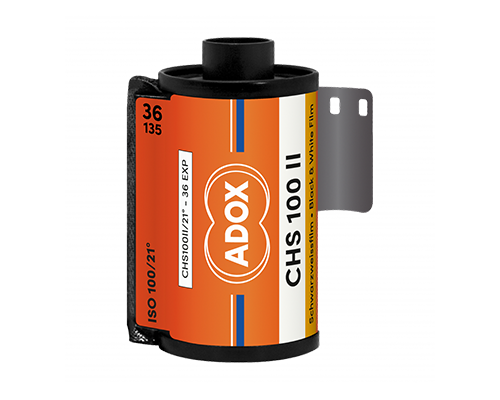 36
135
ISO 100/21°
CHS100II/21° - 36 EXP
ADOX
CHS 100 II
Schwarzweissfilm • Black & White Film